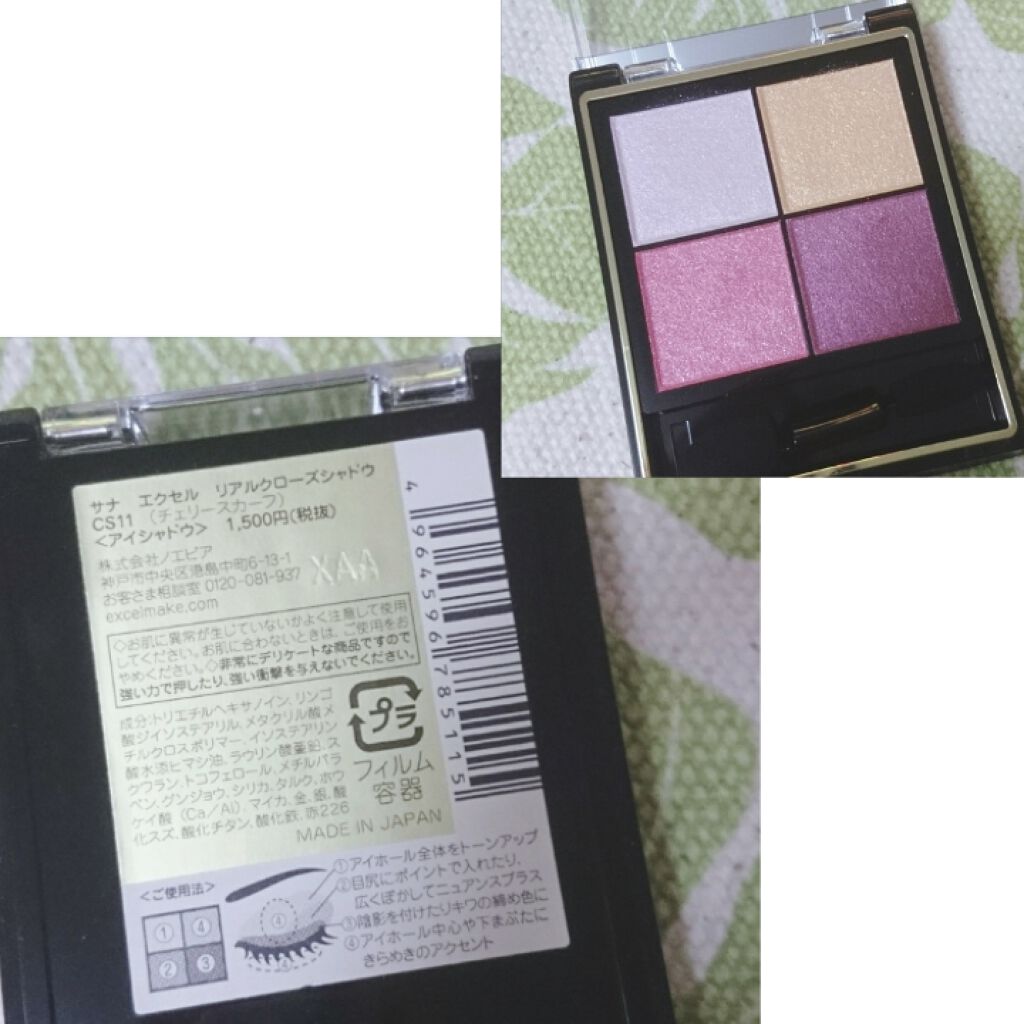 サナ エクセル リアルクローズシャドウ
CS11 (チェリースカーフ)
<アイシャドウ> 1,500円(税抜)
株式会社ノエビア
神戸市中央区港島中町6-13-1
お客さま相談室 0120-081-937
excelmake.com
XAA
◇お肌に異常が生じていないかよく注意して使用
してください。お肌に合わないときは、ご使用をお
やめください。◇非常にデリケートな商品ですので
強い力で押したり、強い衝撃を与えないでください。
成分:トリエチルヘキサノイン、リンゴ
酸ジイソステアリル、メタクリル酸メ
チルクロスポリマー、イソステアリン
酸水添ヒマシ油、ラウリン酸亜鉛、ス
クワラン、トコフェロール、メチルパラ
ベン、グンジョウ、シリカ、タルク、ホウ
ケイ酸(Ca/Al)、マイカ、金、銀、酸
化スズ、酸化チタン、酸化鉄、赤226
MADE IN JAPAN
プラ
フィルム
容器
4 964596 785115
<ご使用法>
① ④
② ③
④
①アイホール全体をトーンアップ
②目尻にポイントで入れたり、
広くぼかしてニュアンスプラス
③陰影を付けたりキワの締め色に
④アイホール中心や下まぶたに
きらめきのアクセント